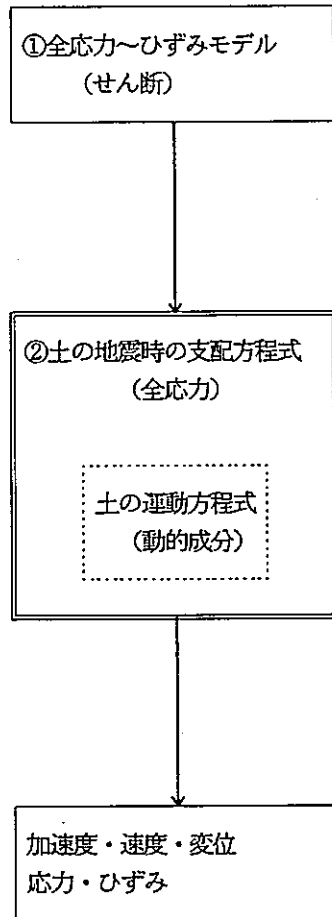 ①全応力~ひずみモデル
(せん断)
②土の地震時の支配方程式
(全応力)
土の運動方程式
(動的成分)
加速度・速度・変位
応力・ひずみ